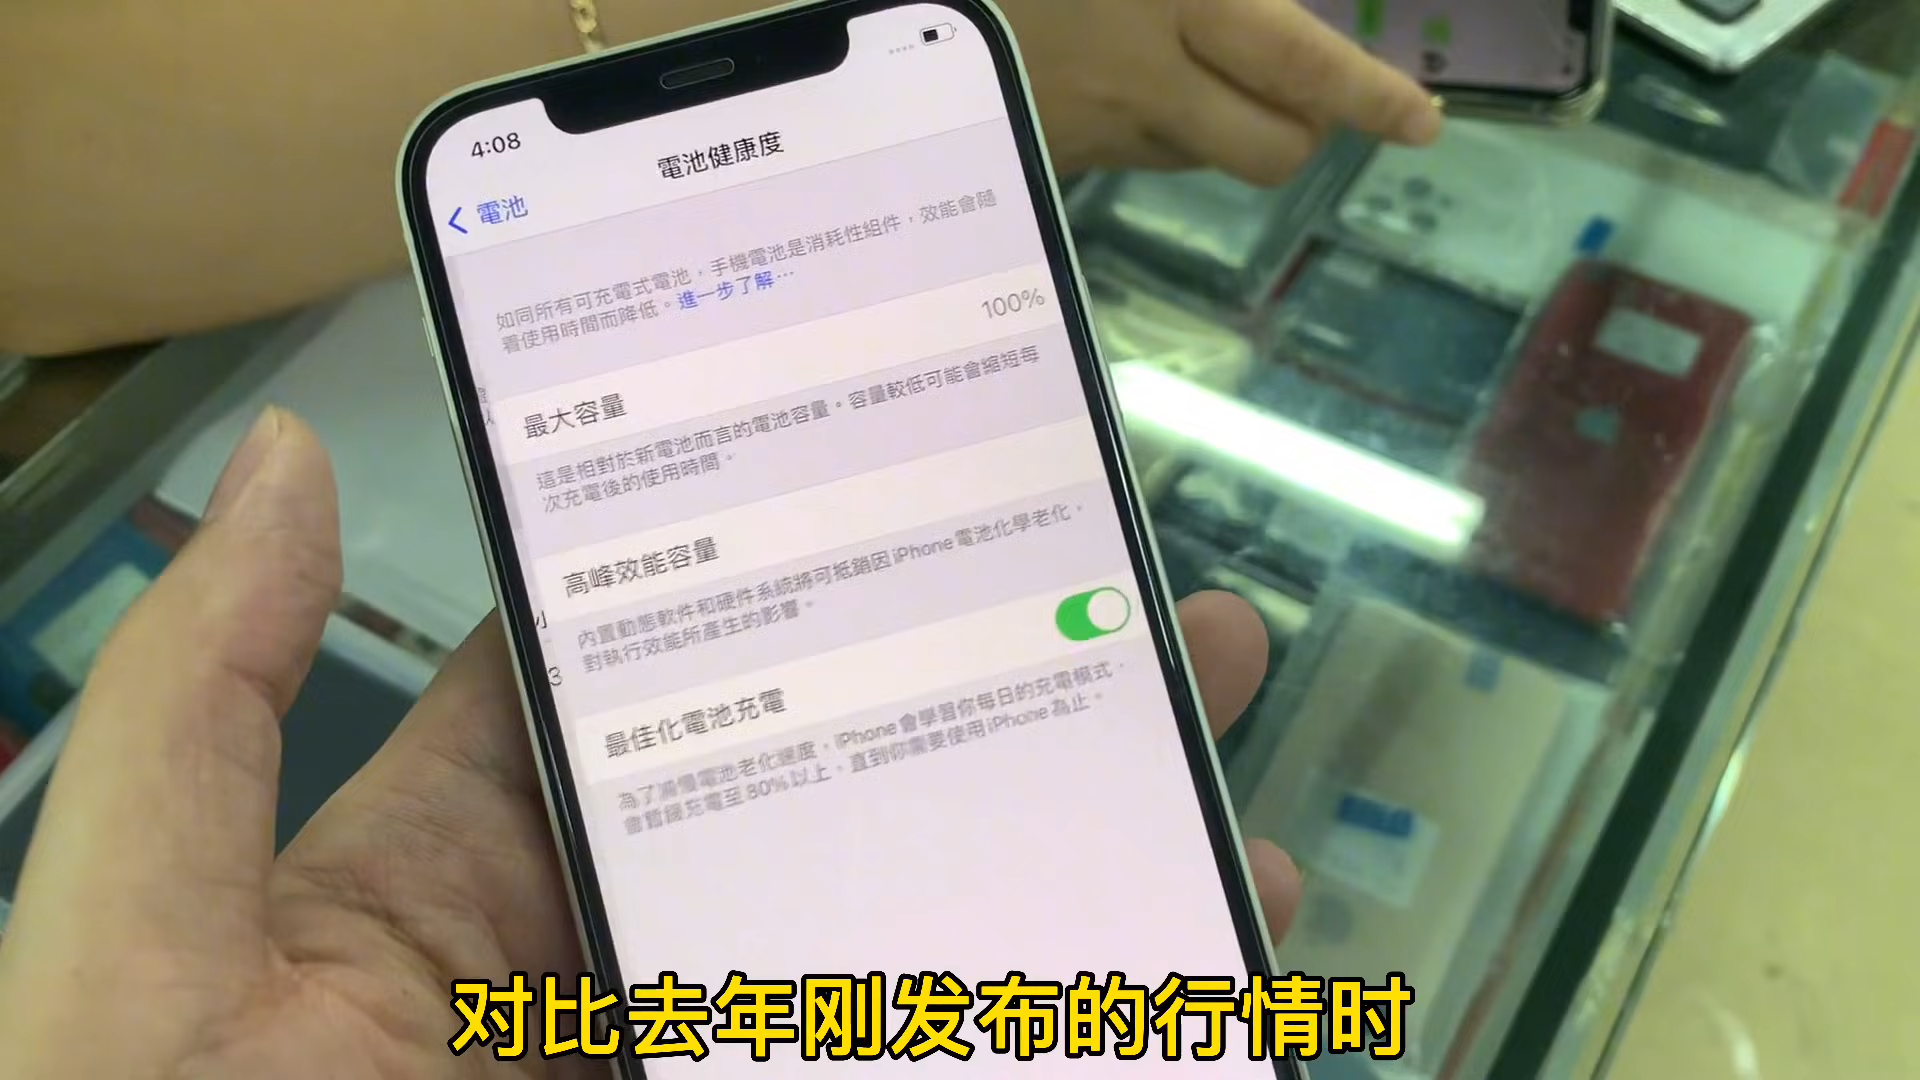 4:08
電池健康度
電池
如同所有可充電式電池，手機電池是消耗性組件，效能會隨
著使用時間而降低。進一步了解⋯
100%
最大容量
這是相對於新電池而言的電池容量。容量較低可能會縮短每
次充電後的使用時間。
高峰效能容量
內置動態軟件和硬件系統將可抵銷因 iPhone 電池化學老化，
對執行效能所產生的影響。
最佳化電池充電
為了減慢電池老化速度，iPhone 會學習你每日的充電模式，
會暫緩充電至 80% 以上，直到你需要使用 iPhone 為止。
对比去年刚发布的行情时